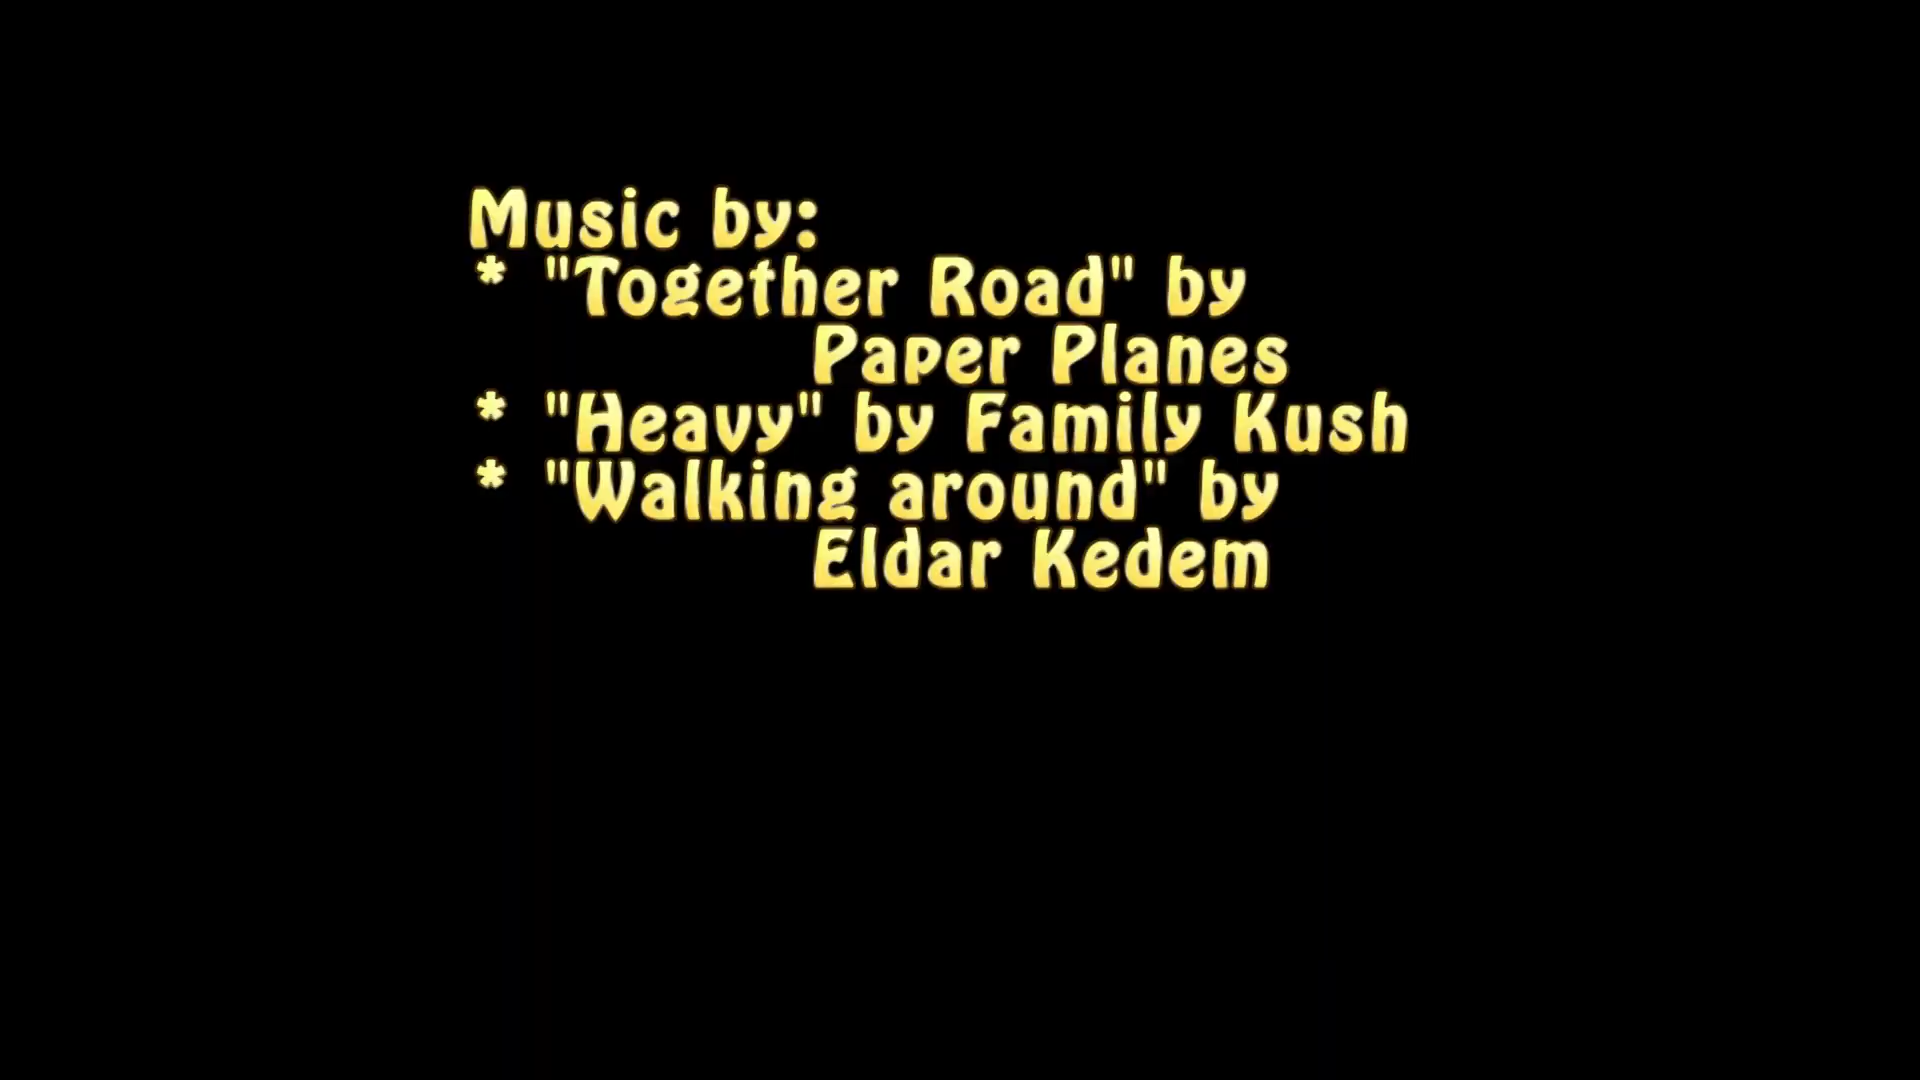 Music by:
* "Together Road" by
Paper Planes
* "Heavy" by Family Kush
* "Walking around" by
Eldar Kedem